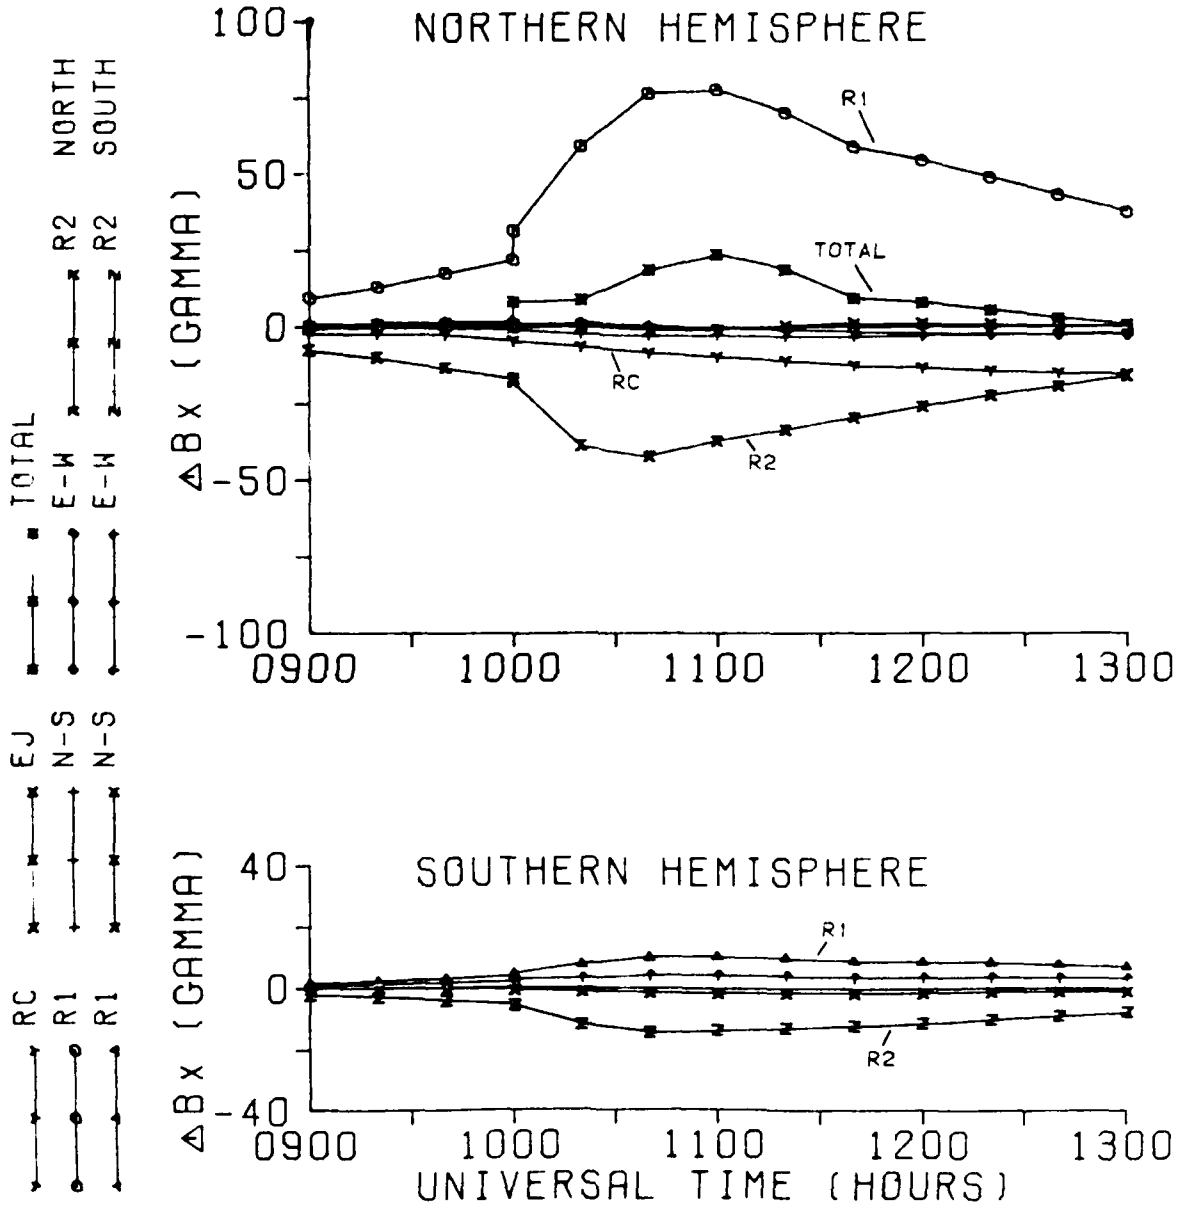 NORTHERN HEMISPHERE
100
50
0
-50
-100
ΔBX (GAMMA)
R1
TOTAL
RC
R2
0900 1000 1100 1200 1300
SOUTHERN HEMISPHERE
40
0
-40
ΔBX (GAMMA)
R1
R2
0900 1000 1100 1200 1300
UNIVERSAL TIME (HOURS)
RC EJ TOTAL
R1 N-S E-W R2 NORTH
R1 N-S E-W R2 SOUTH